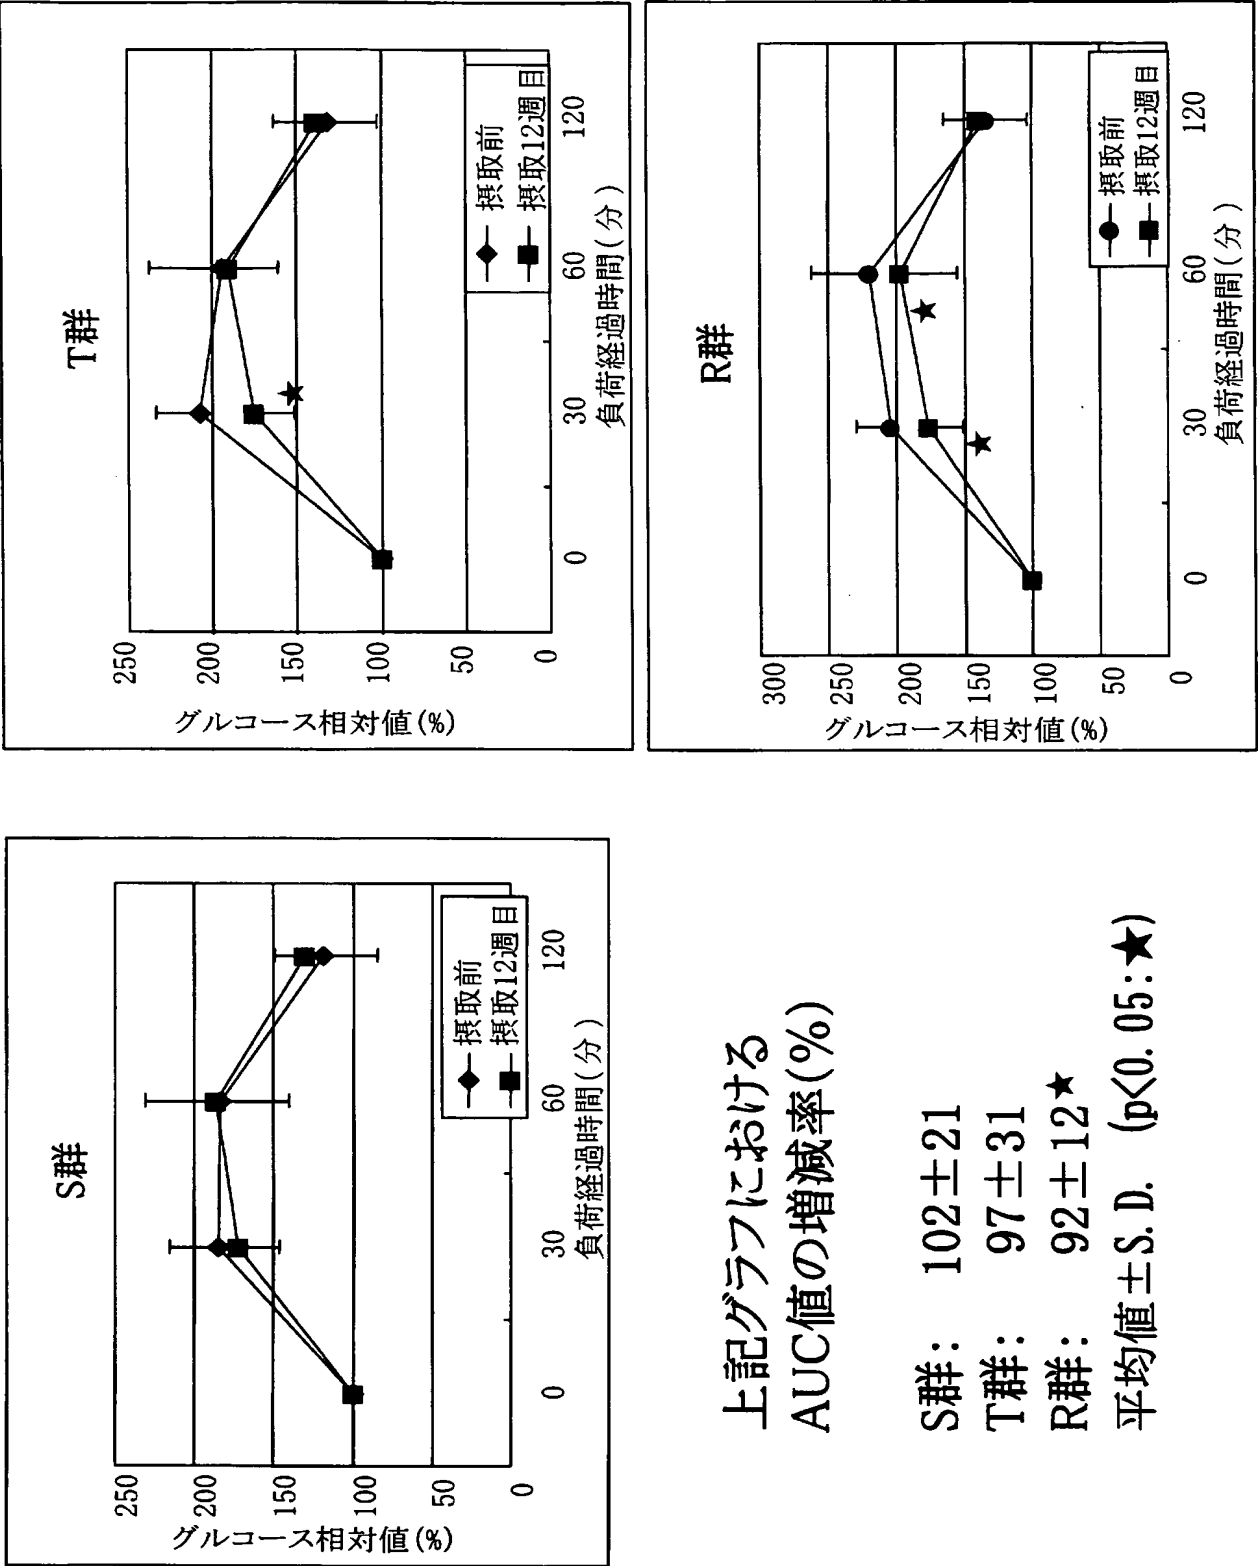 S群
グルコース相対値(%)
250
200
150
100
50
0
0
30
60
120
負荷経過時間(分)
摂取前
摂取12週目
T群
グルコース相対値(%)
250
200
150
100
50
0
0
30
60
120
負荷経過時間(分)
摂取前
摂取12週目
R群
グルコース相対値(%)
300
250
200
150
100
50
0
0
30
60
120
負荷経過時間(分)
摂取前
摂取12週目
上記グラフにおける
AUC値の増減率(%)
S群: 102±21
T群: 97±31
R群: 92±12★
平均値±S.D. (p<0.05:★)